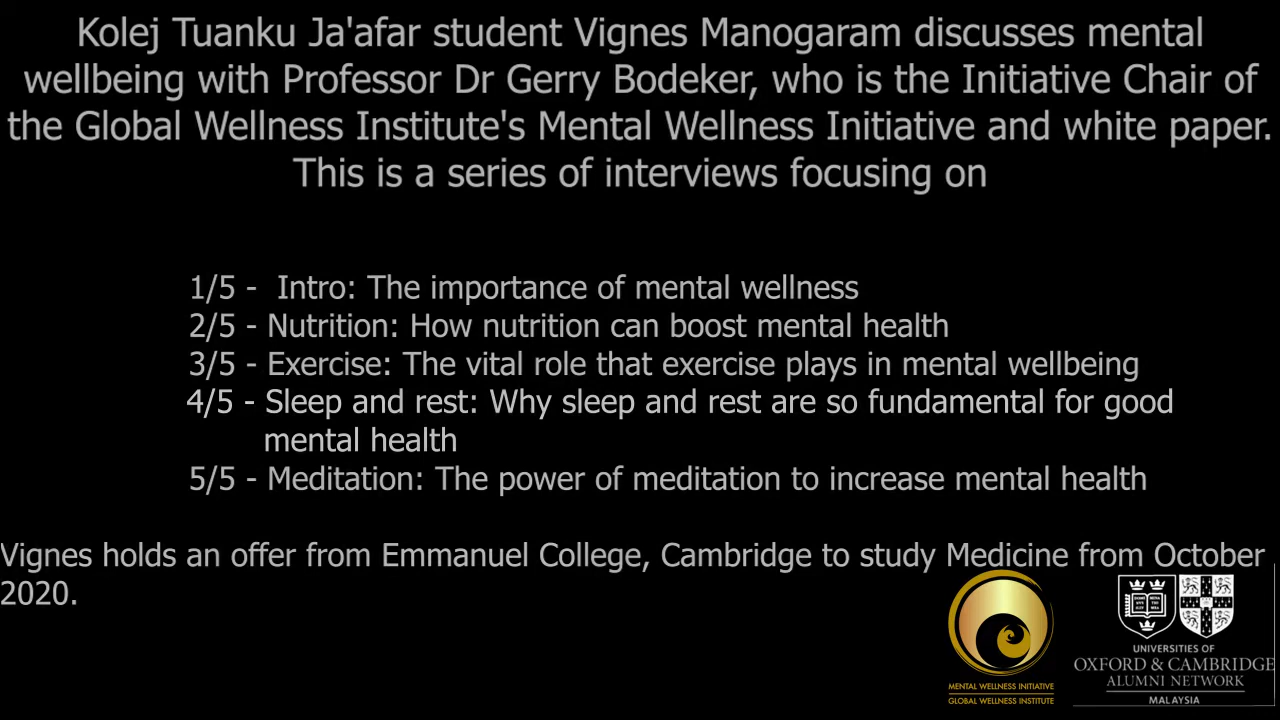 Kolej Tuanku Ja'afar student Vignes Manogaram discusses mental
wellbeing with Professor Dr Gerry Bodeker, who is the Initiative Chair of
the Global Wellness Institute's Mental Wellness Initiative and white paper.
This is a series of interviews focusing on
1/5 - Intro: The importance of mental wellness
2/5 - Nutrition: How nutrition can boost mental health
3/5 - Exercise: The vital role that exercise plays in mental wellbeing
4/5 - Sleep and rest: Why sleep and rest are so fundamental for good
mental health
5/5 - Meditation: The power of meditation to increase mental health
Vignes holds an offer from Emmanuel College, Cambridge to study Medicine from October
2020.
MENTAL WELLNESS INITIATIVE
GLOBAL WELLNESS INSTITUTE
UNIVERSITIES OF
OXFORD & CAMBRIDGE
ALUMNI NETWORK
MALAYSIA